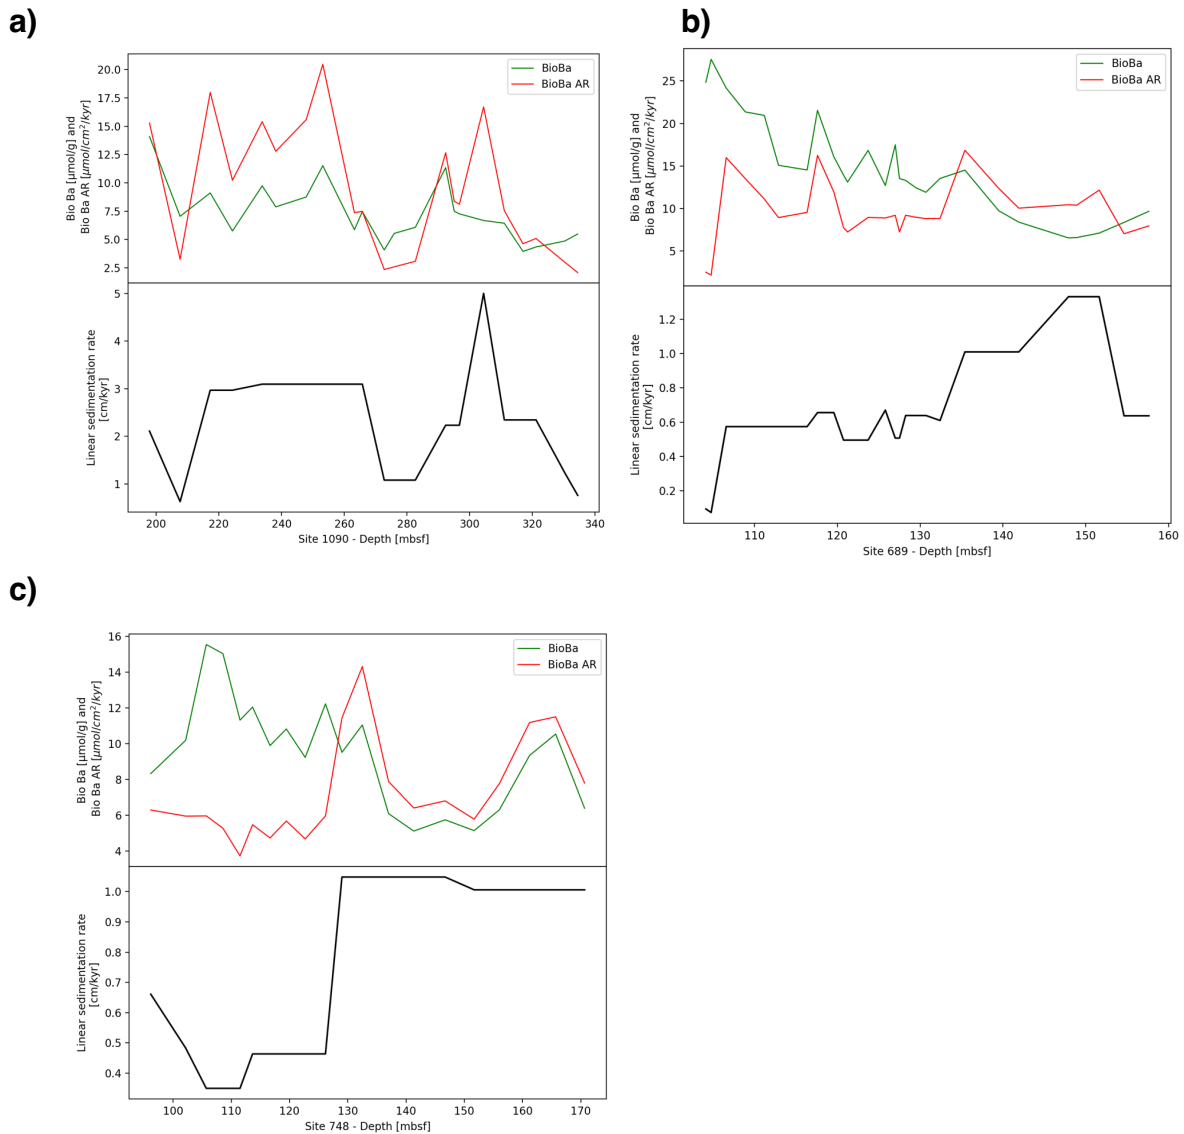 a)
20.0
17.5
15.0
12.5
10.0
7.5
5.0
2.5
Bio Ba [μmol/g] and
Bio Ba AR [μmol/cm²/kyr]
BioBa
BioBa AR
5
4
3
2
1
Linear sedimentation rate
[cm/kyr]
200 220 240 260 280 300 320 340
Site 1090 - Depth [mbsf]
b)
25
20
15
10
5
Bio Ba [μmol/g] and
Bio Ba AR [μmol/cm²/kyr]
BioBa
BioBa AR
1.2
1.0
0.8
0.6
0.4
0.2
Linear sedimentation rate
[cm/kyr]
110 120 130 140 150 160
Site 689 - Depth [mbsf]
c)
16
14
12
10
8
6
4
Bio Ba [μmol/g] and
Bio Ba AR [μmol/cm²/kyr]
BioBa
BioBa AR
1.0
0.9
0.8
0.7
0.6
0.5
0.4
Linear sedimentation rate
[cm/kyr]
100 110 120 130 140 150 160 170
Site 748 - Depth [mbsf]